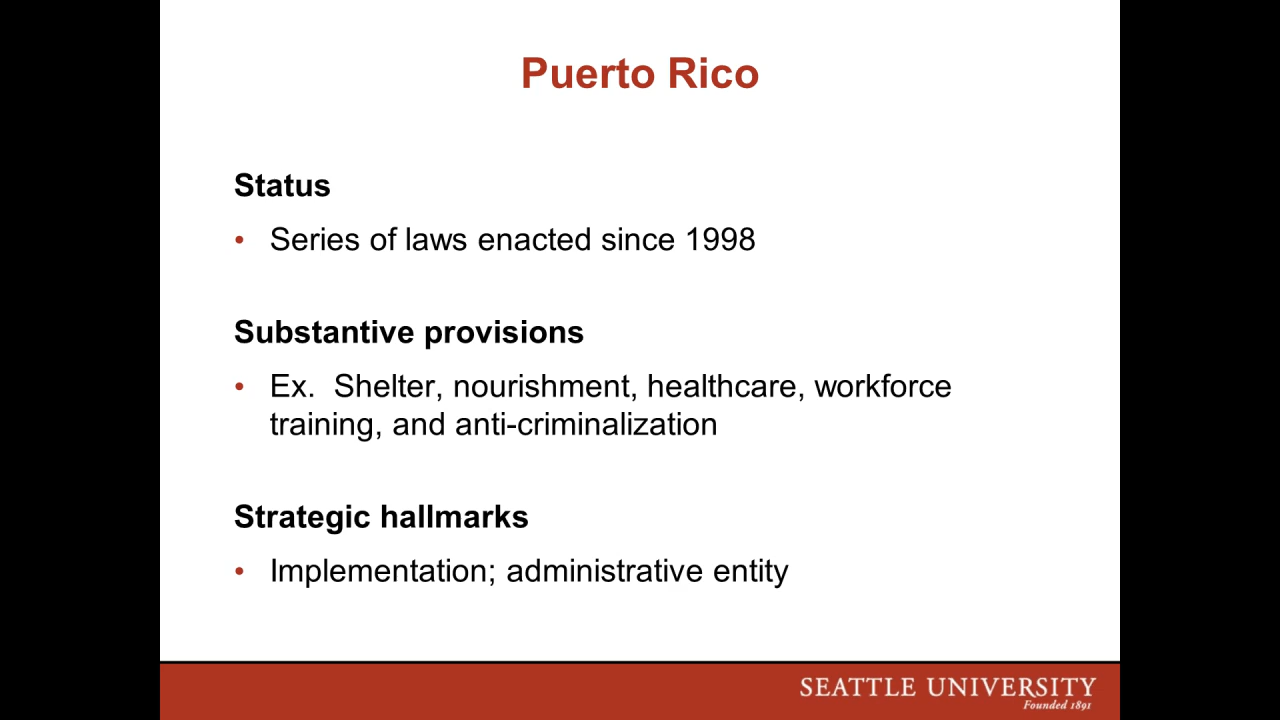 Puerto Rico
Status
• Series of laws enacted since 1998
Substantive provisions
• Ex.  Shelter, nourishment, healthcare, workforce
training, and anti-criminalization
Strategic hallmarks
• Implementation; administrative entity
SEATTLE UNIVERSITY
Founded 1891